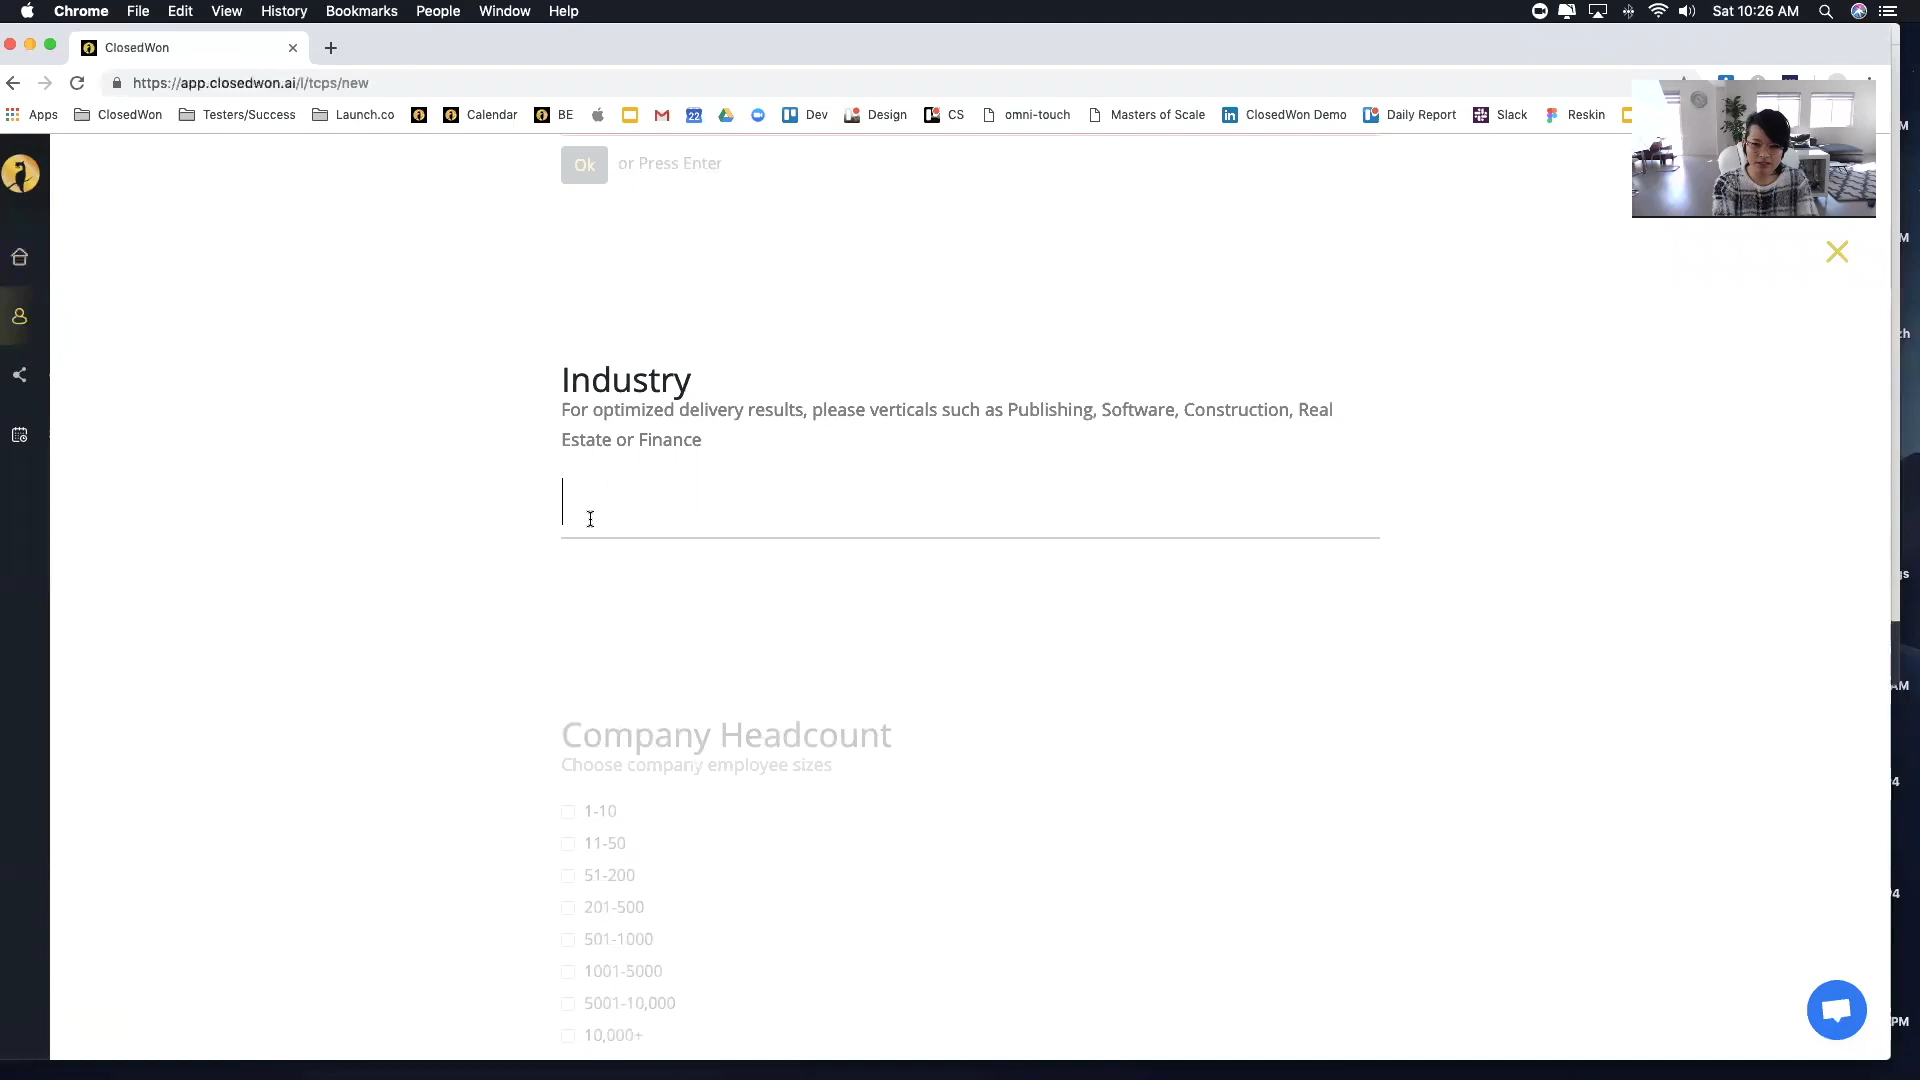 Chrome File Edit View History Bookmarks People Window Help Sat 10:26 AM
ClosedWon
https://app.closedwon.ai/l/tcps/new
Apps ClosedWon Testers/Success Launch.co Calendar BE 22 Dev Design CS omni-touch Masters of Scale ClosedWon Demo Daily Report Slack Reskin
Ok or Press Enter
Industry
For optimized delivery results, please verticals such as Publishing, Software, Construction, Real
Estate or Finance
Company Headcount
Choose company employee sizes
1-10
11-50
51-200
201-500
501-1000
1001-5000
5001-10,000
10,000+